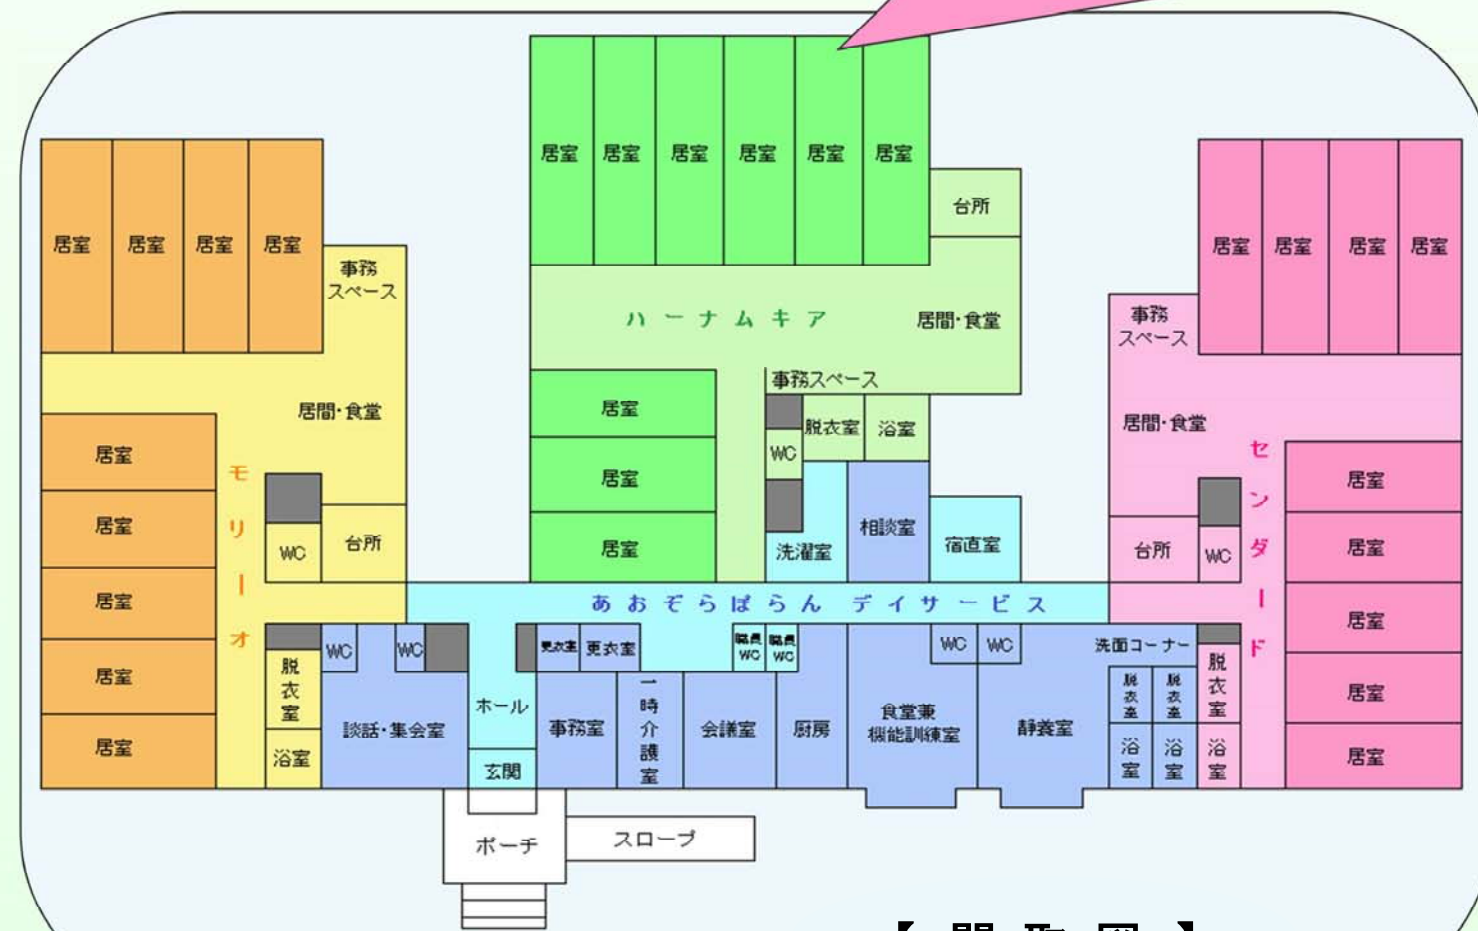 居室 居室 居室 居室 居室 居室
台所
ハーナムキア
居間・食堂
事務スペース
居室
居室
居室
脱衣室
浴室
WC
洗濯室
相談室
宿直室
居室 居室 居室 居室
事務
スペース
居間・食堂
モリーオ
居室
居室
居室
居室
居室
WC
台所
脱衣室
浴室
居室 居室 居室 居室
事務
スペース
居間・食堂
センダード
居室
居室
居室
居室
居室
台所
WC
脱衣室
浴室
あおぞらぱらん デイサービス
WC
WC
談話・集会室
ホール
玄関
更衣室
更衣室
事務室
一時介護室
職員
WC
職員
WC
会議室
厨房
WC
WC
食堂兼
機能訓練室
静養室
洗面コーナー
脱衣室
脱衣室
浴室
浴室
ポーチ
スロープ
【間取図】